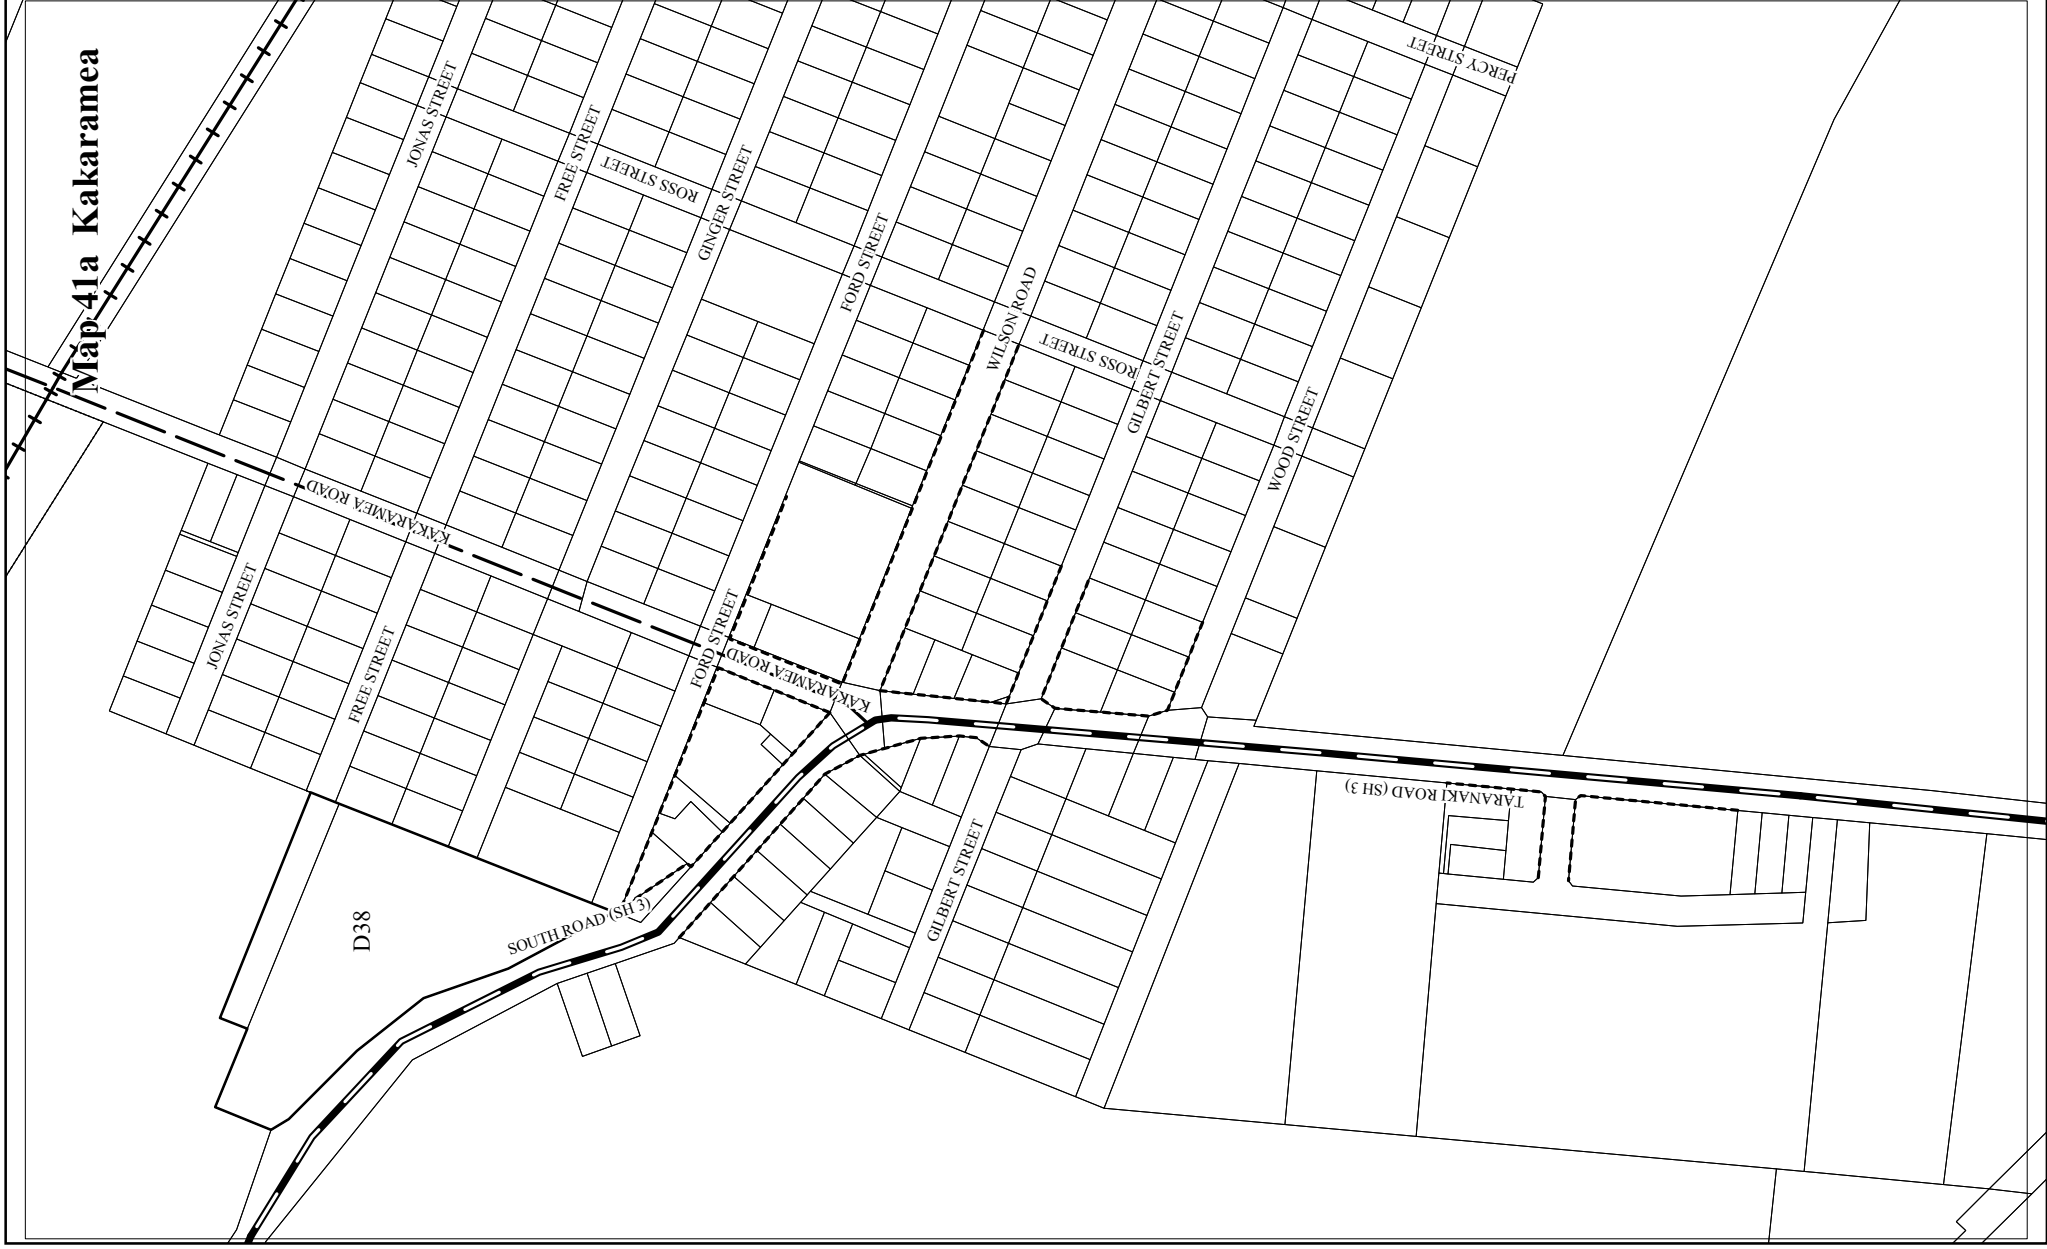 Map 41a Kakaramea
JONAS STREET
FREE STREET
ROSS STREET
GINGER STREET
FORD STREET
WILSON ROAD
ROSS STREET
GILBERT STREET
WOOD STREET
PERCY STREET
KAKARAMEA ROAD
JONAS STREET
FREE STREET
FORD STREET
KAKARAMEA ROAD
TARANAKI ROAD (SH 3)
D38
SOUTH ROAD (SH 3)
GILBERT STREET